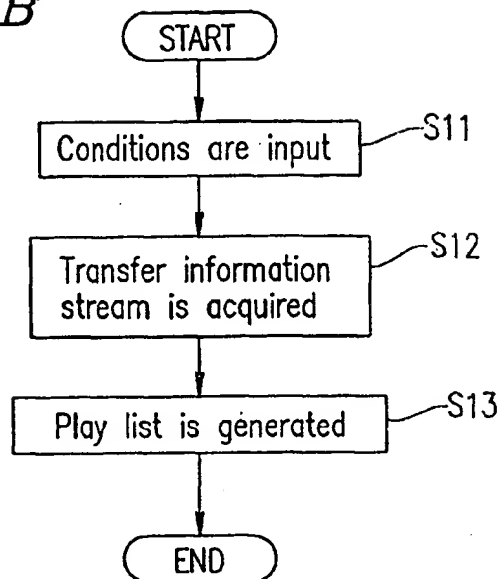 B
START
Conditions are input
S11
Transfer information
stream is acquired
S12
Play list is generated
S13
END